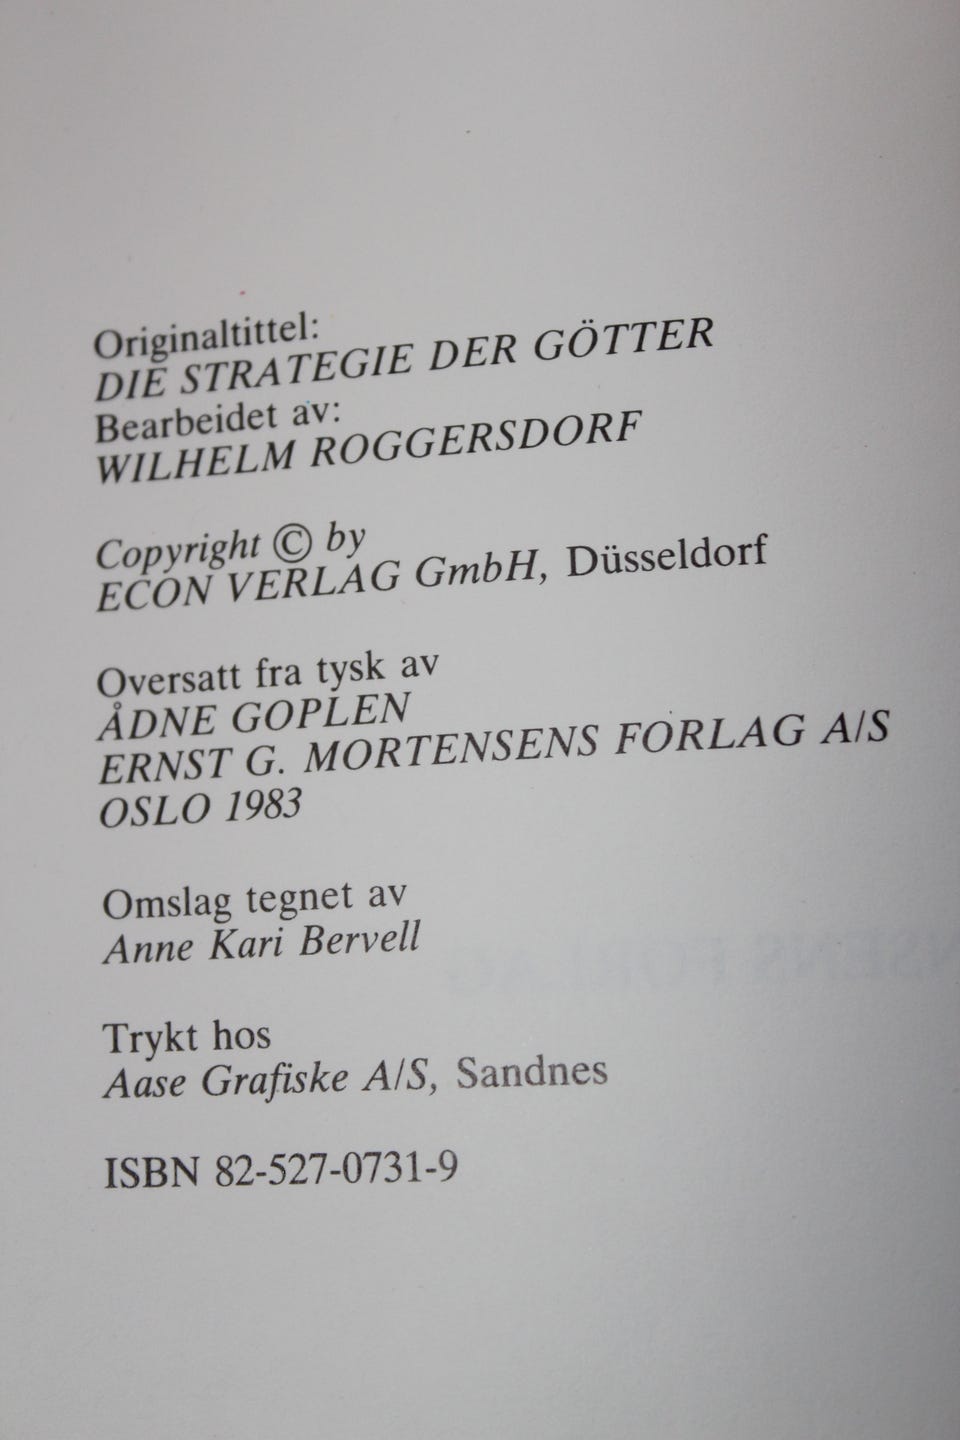 Originaltittel:
DIE STRATEGIE DER GÖTTER
Bearbeidet av:
WILHELM ROGGERSDORF
Copyright © by
ECON VERLAG GmbH, Düsseldorf
Oversatt fra tysk av
ÅDNE GOPLEN
ERNST G. MORTENSENS FORLAG A/S
OSLO 1983
Omslag tegnet av
Anne Kari Bervell
Trykt hos
Aase Grafiske A/S, Sandnes
ISBN 82-527-0731-9